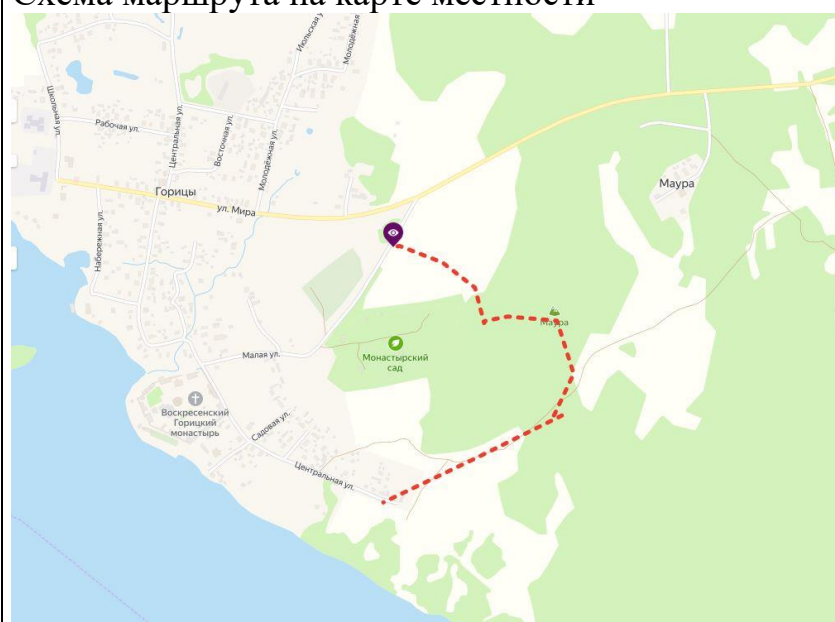 Схема маршрута на карте местности
Июльская у
Молодёжная ул.
Школьная ул.
Рабочая ул.
Центральная ул.
Восточная ул.
Молодёжная ул.
Горицы
ул. Мира
Маура
Набережная ул.
Маура
Малая ул.
Монастырский
сад
Воскресенский
Горицкий
монастырь
Садовая ул.
Центральная ул.